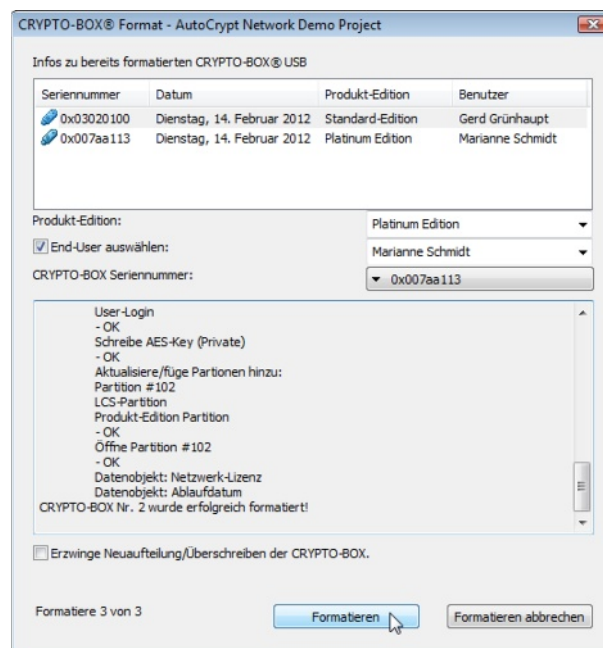 CRYPTO-BOX® Format - AutoCrypt Network Demo Project
Infos zu bereits formatierten CRYPTO-BOX® USB
Seriennummer Datum Produkt-Edition Benutzer
0x03020100 Dienstag, 14. Februar 2012 Standard-Edition Gerd Grünhaupt
0x007aa113 Dienstag, 14. Februar 2012 Platinum Edition Marianne Schmidt
Produkt-Edition: Platinum Edition
End-User auswählen: Marianne Schmidt
CRYPTO-BOX Seriennummer: 0x007aa113
User-Login
- OK
Schreibe AES-Key (Private)
- OK
Aktualisiere/füge Partionen hinzu:
Partition #102
LCS-Partition
Produkt-Edition Partition
- OK
Öffne Partition #102
- OK
Datenobjekt: Netzwerk-Lizenz
Datenobjekt: Ablaufdatum
CRYPTO-BOX Nr. 2 wurde erfolgreich formatiert!
Erzwinge Neuaufteilung/Überschreiben der CRYPTO-BOX.
Formatiere 3 von 3 Formatieren Formatieren abbrechen